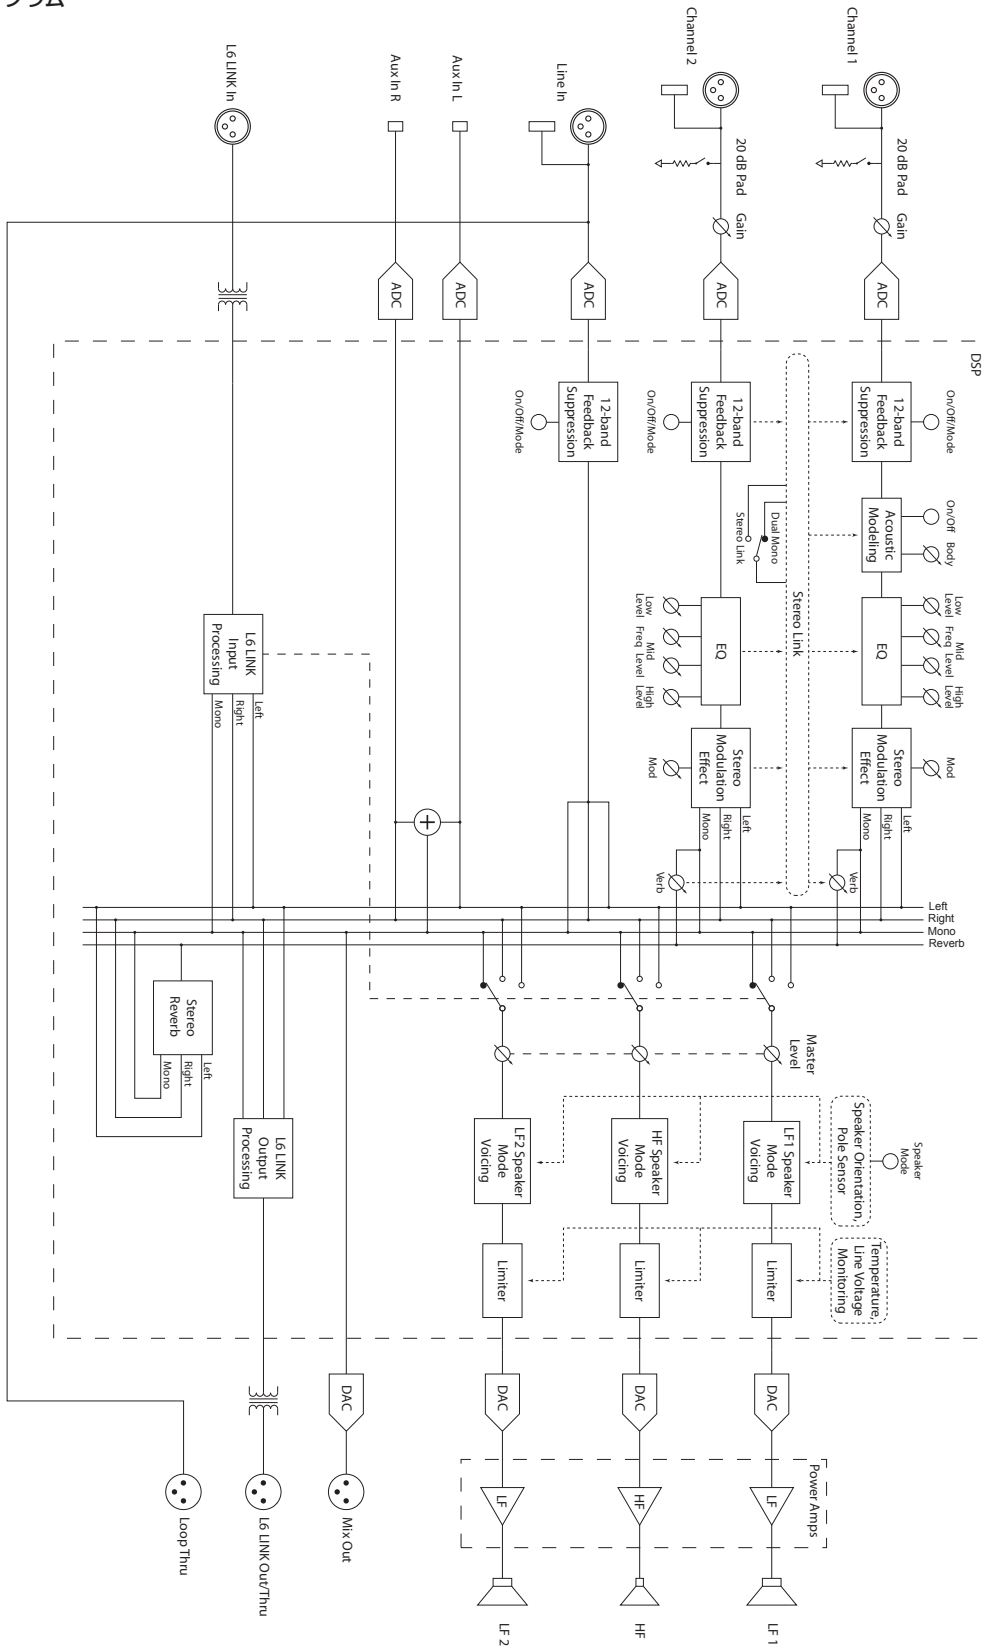 Channel 1
20 dB Pad
Gain
ADC
DSP
12-band
Feedback
Suppression
On/Off/Mode
Acoustic
Modeling
On/Off
Body
EQ
Low
Level
Mid
Freq
Level
High
Level
Stereo
Modulation
Effect
Mod
Left
Right
Mono
Verb
Stereo Link
Dual Mono
Stereo Link
Channel 2
20 dB Pad
Gain
ADC
12-band
Feedback
Suppression
On/Off/Mode
EQ
Low
Level
Mid
Freq
Level
High
Level
Stereo
Modulation
Effect
Mod
Left
Right
Mono
Verb
Line In
ADC
12-band
Feedback
Suppression
On/Off/Mode
Aux In L
ADC
Aux In R
ADC
+
L6 LINK In
L6 LINK
Input
Processing
Left
Right
Mono
Left
Right
Mono
Reverb
Stereo
Reverb
Left
Right
Mono
L6 LINK
Output
Processing
Master
Level
Speaker
Mode
Speaker Orientation,
Pole Sensor
Temperature,
Line Voltage
Monitoring
LF1 Speaker
Mode
Voicing
Limiter
DAC
Power Amps
LF
LF 1
HF Speaker
Mode
Voicing
Limiter
DAC
HF
HF
LF2 Speaker
Mode
Voicing
Limiter
DAC
LF
LF 2
DAC
Mix Out
L6 LINK Out/Thru
Loop Thru